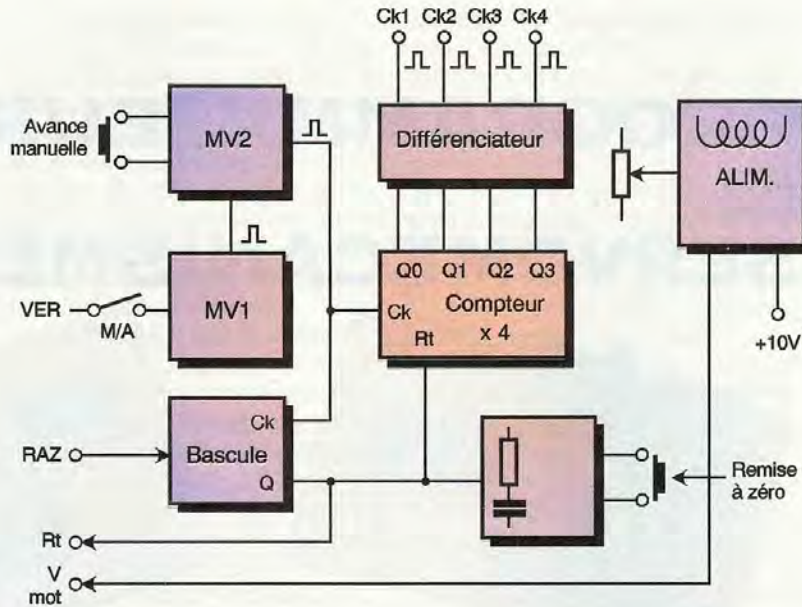 Ck1 Ck2 Ck3 Ck4
Avance
manuelle
MV2
Différenciateur
ALIM.
Q0 Q1 Q2 Q3
Compteur
x 4
Ck
Rt
VER
M/A
MV1
+10V
RAZ
Ck
Bascule
Q
Remise
à zéro
Rt
V
mot